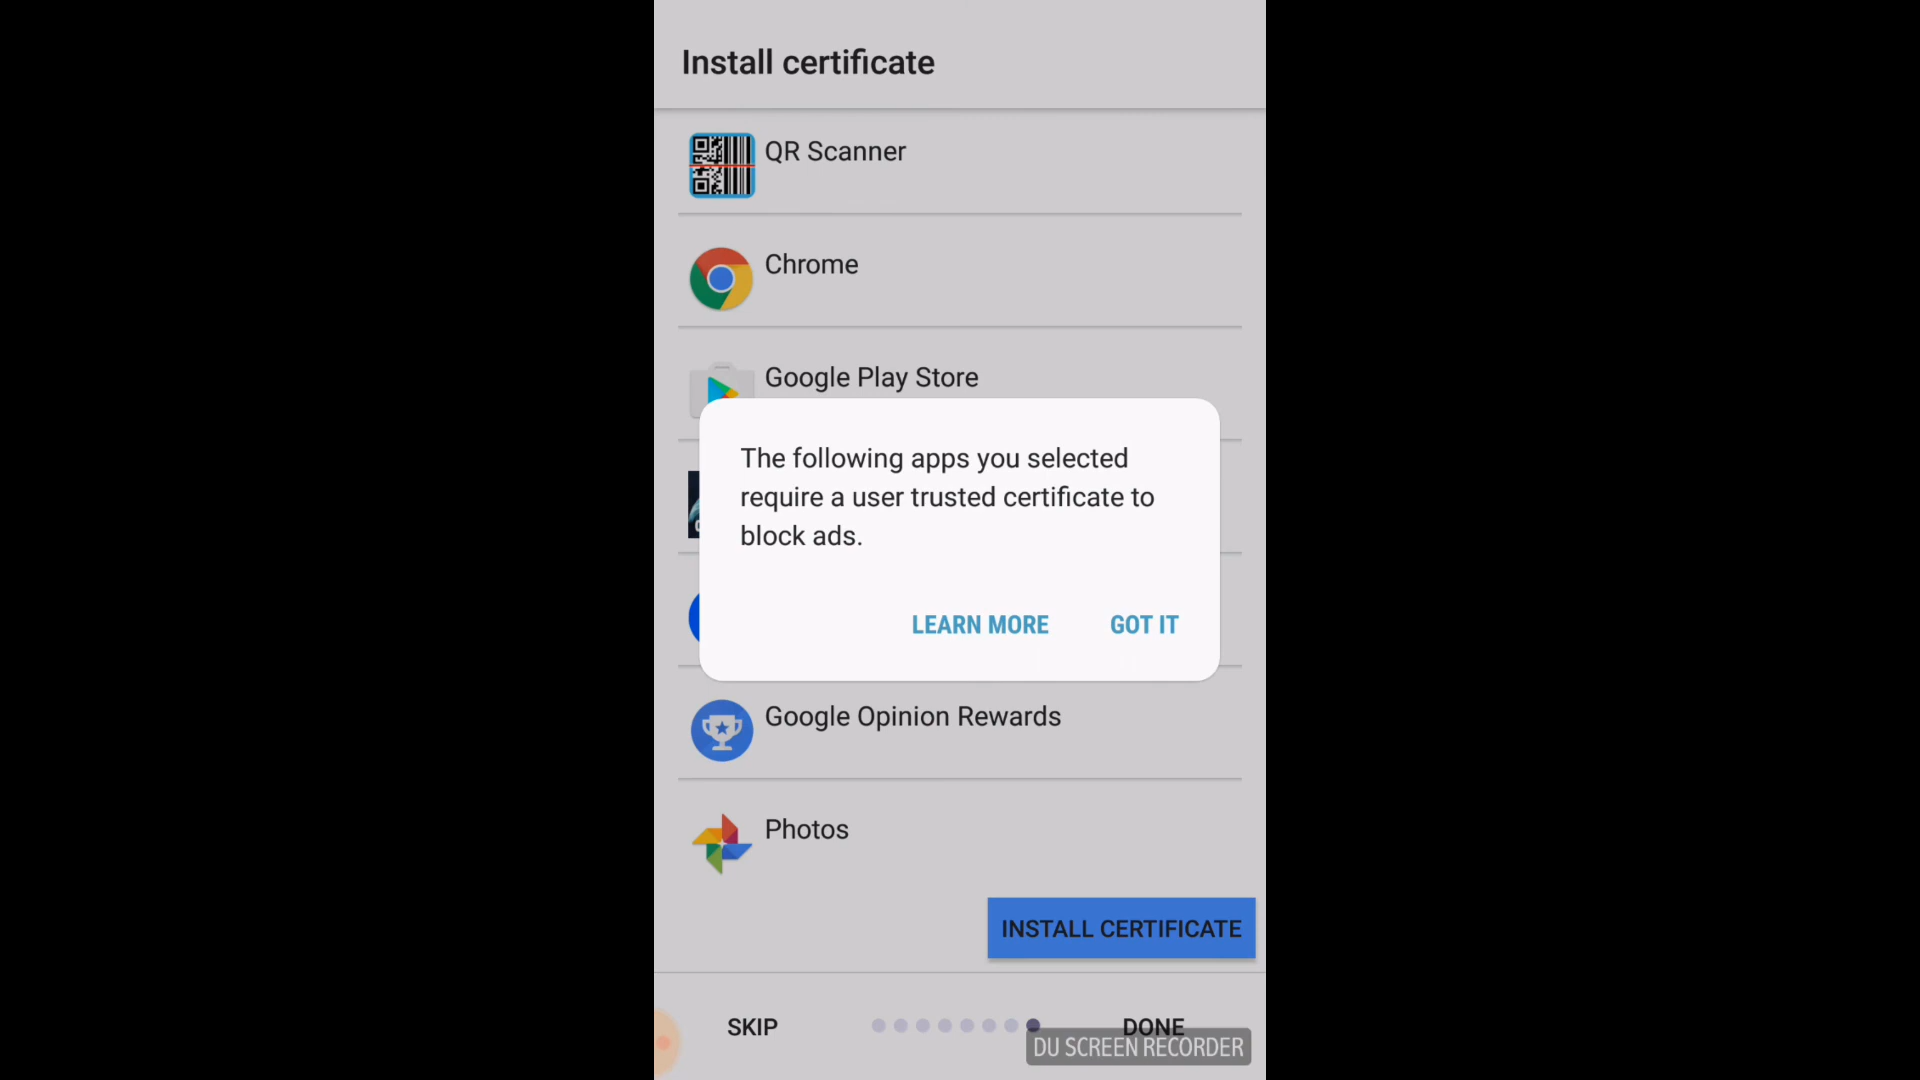 Install certificate
QR Scanner
Chrome
Google Play Store
The following apps you selected
require a user trusted certificate to
block ads.
LEARN MORE
GOT IT
Google Opinion Rewards
Photos
INSTALL CERTIFICATE
SKIP
DONE
DU SCREEN RECORDER